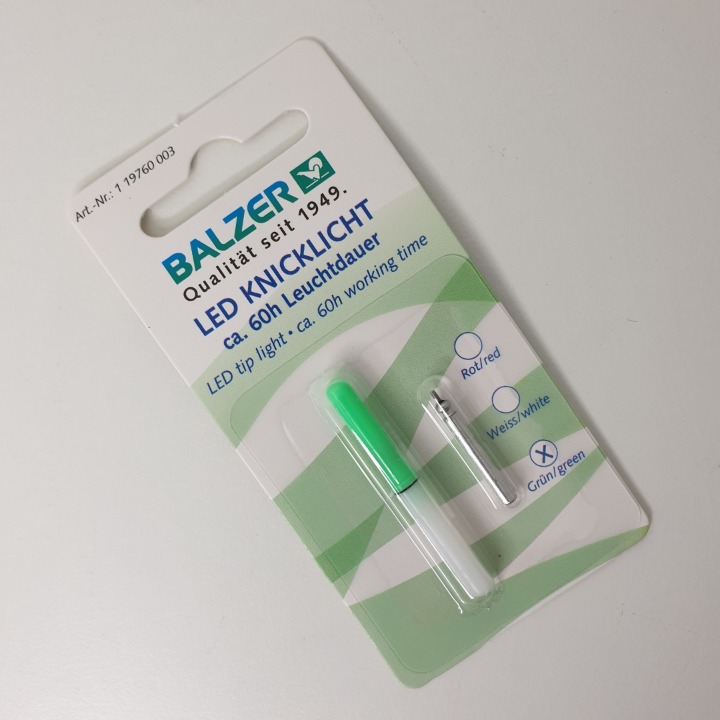 Art.-Nr.: 1 19760 003
BALZER
Qualität seit 1949.
LED KNICKLICHT
ca. 60h Leuchtdauer
LED tip light • ca. 60h working time
Rot/red
Weiss/white
X
Grün/green